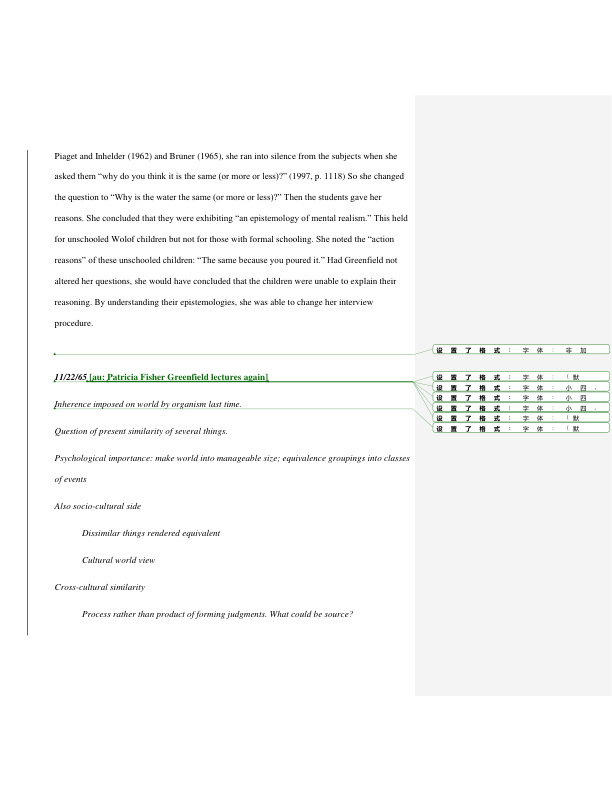 Piaget and Inhelder (1962) and Bruner (1965), she ran into silence from the subjects when she
asked them “why do you think it is the same (or more or less)?” (1997, p. 1118) So she changed
the question to “Why is the water the same (more or less)?” Then the students gave her
reasons. She concluded that they were exhibiting “an epistemology of mental realism.” This held
for unschooled Wolof children but not for those with formal schooling. She noted the “action
reasons” of these unschooled children: “The same because you poured it.” Had Greenfield not
altered her questions, she would have concluded that the children were unable to explain their
reasoning. By understanding their epistemologies, she was able to change her interview
procedure.
设置了格式: 字体: 非加
11/22/65 [au: Patricia Fisher Greenfield lectures again]
设置了格式: 字体: (默
设置了格式: 字体: 小四,
设置了格式: 字体: 小四
设置了格式: 字体: 小四,
设置了格式: 字体: (默
设置了格式: 字体: (默
Inherence imposed on world by organism last time.
Question of present similarity of several things.
Psychological importance: make world into manageable size; equivalence groupings into classes
of events
Also socio-cultural side
Dissimilar things rendered equivalent
Cultural world view
Cross-cultural similarity
Process rather than product of forming judgments. What could be source?